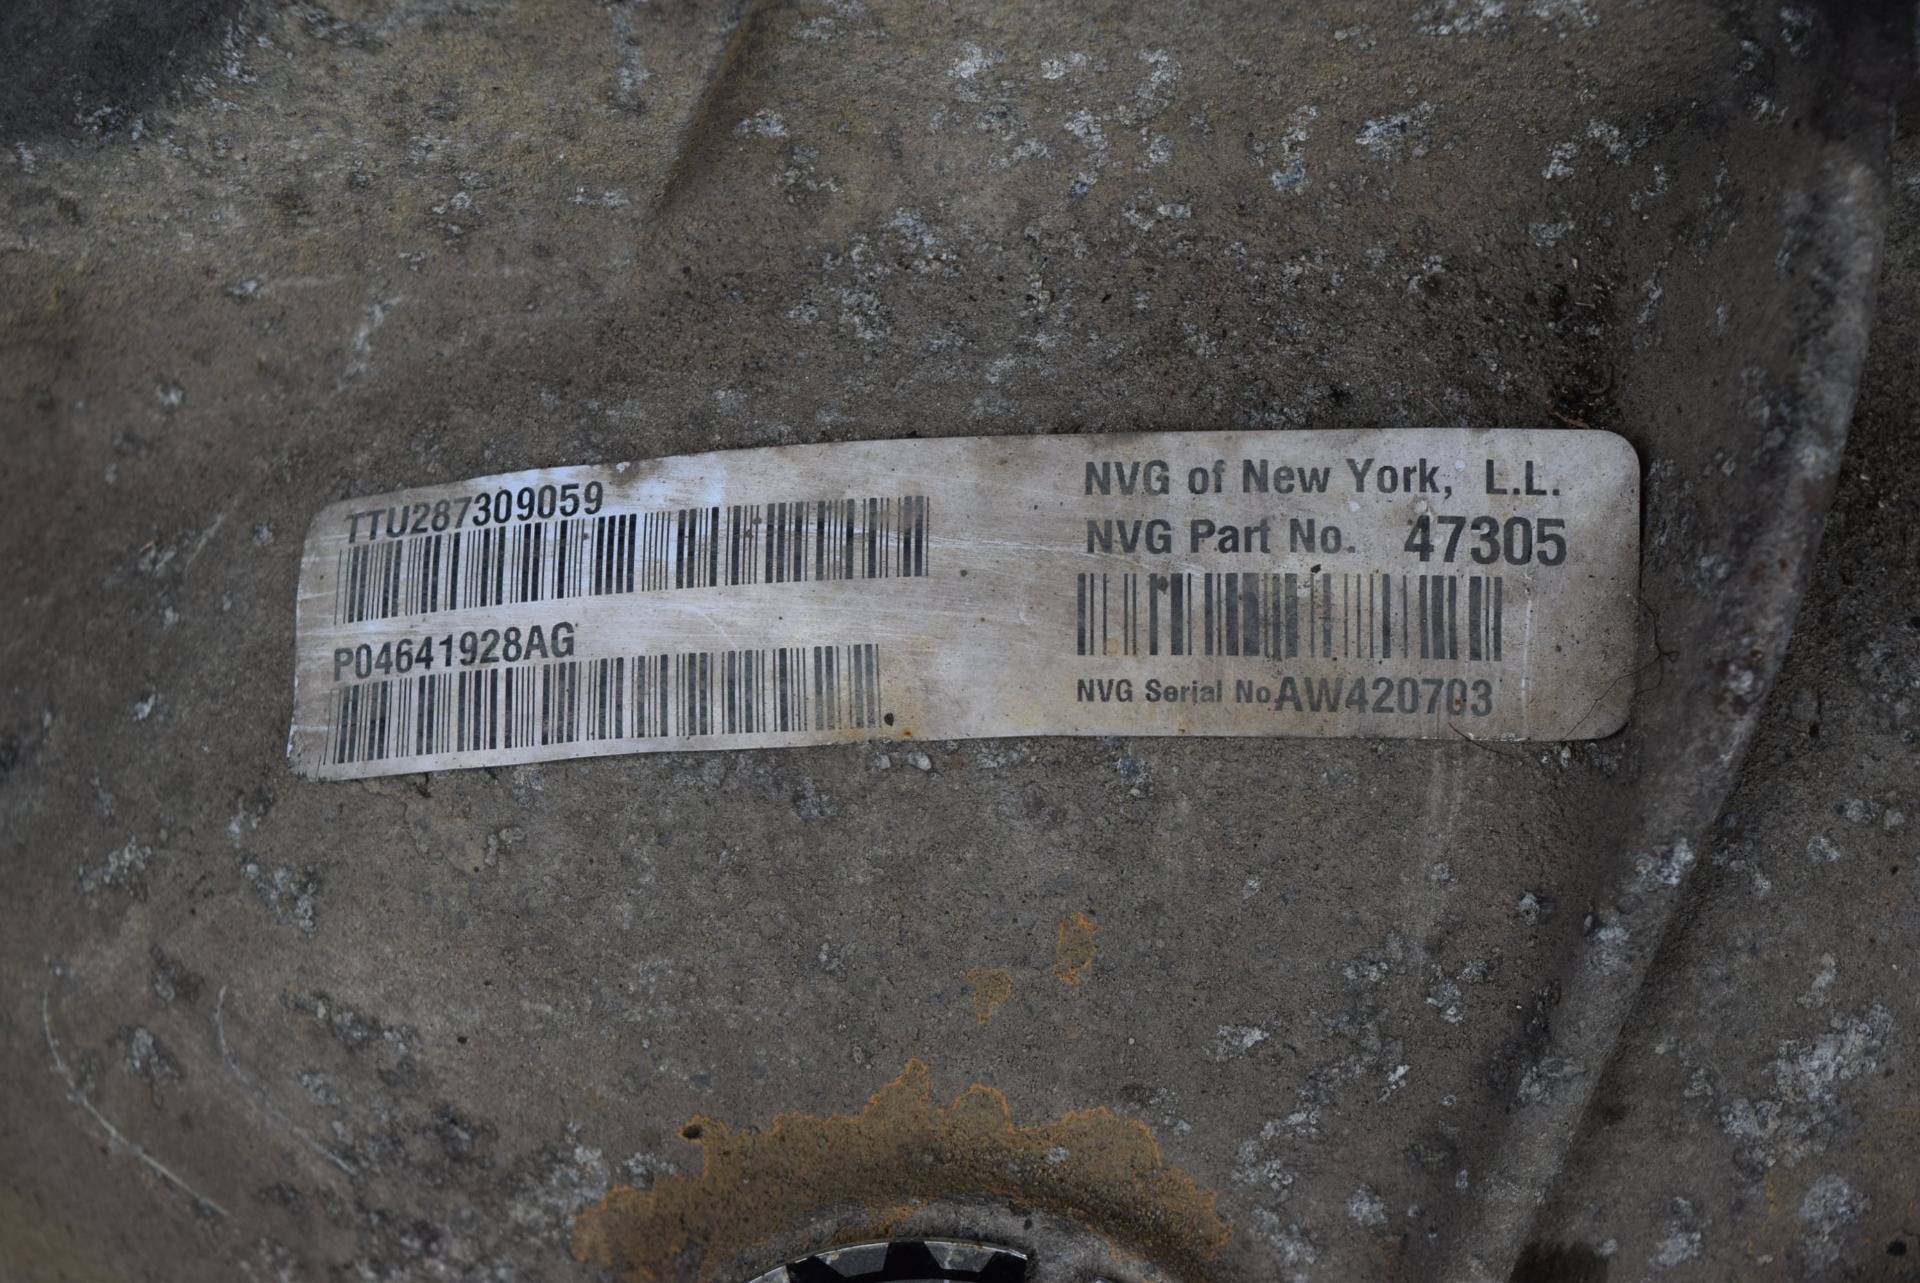 TTU287309059
P04641928AG
NVG of New York, L.L.
NVG Part No. 47305
NVG Serial No AW420703